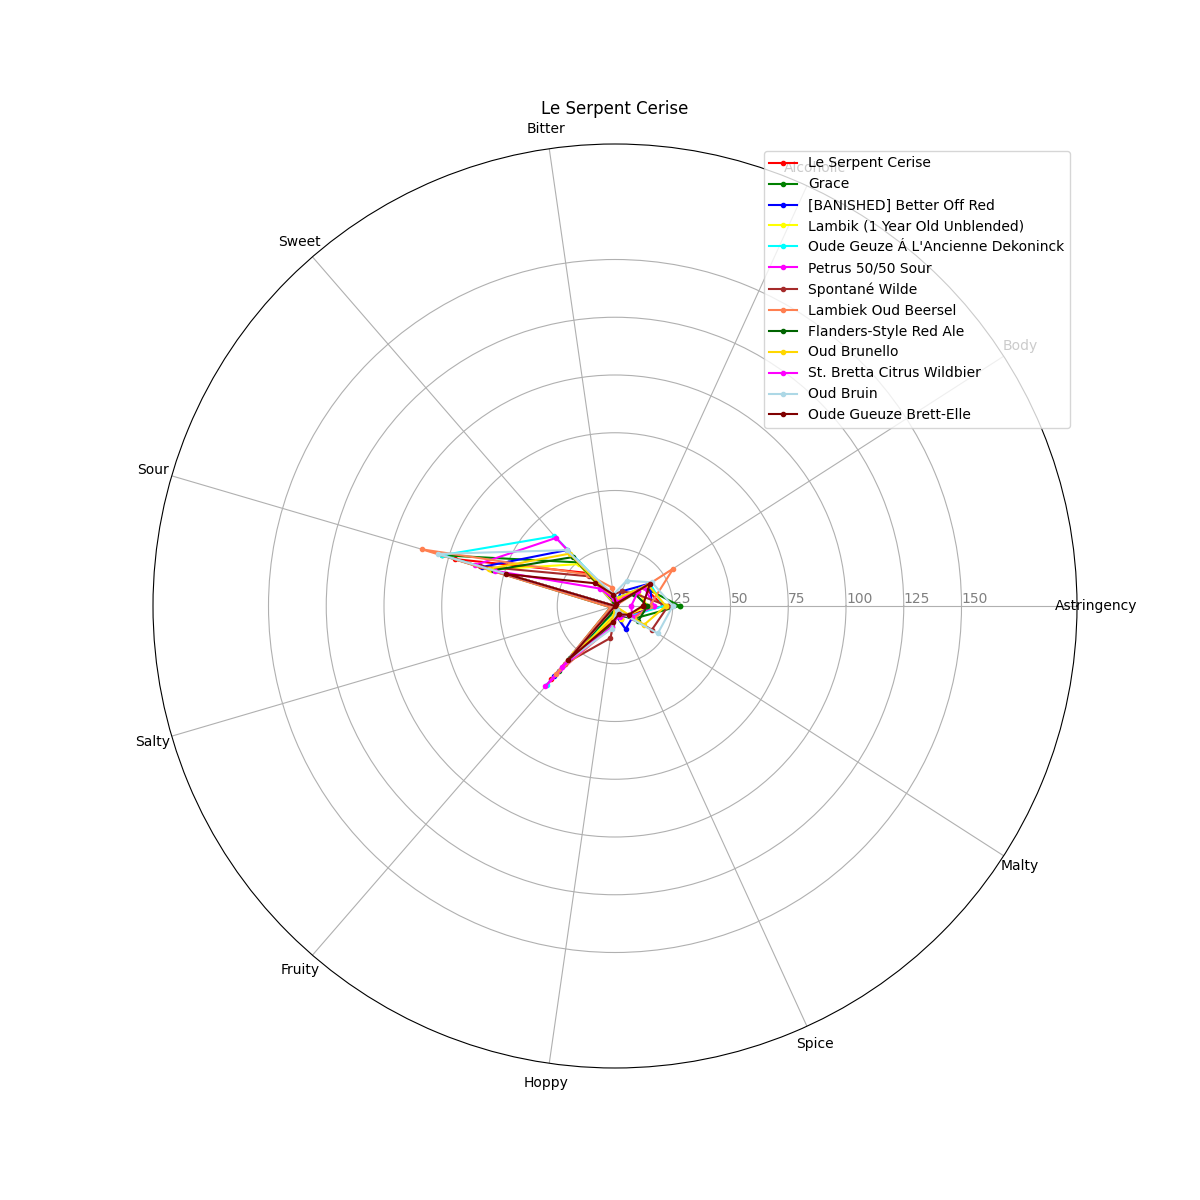 Le Serpent Cerise
Bitter
Alcoholic
Le Serpent Cerise
Grace
[BANISHED] Better Off Red
Lambik (1 Year Old Unblended)
Oude Geuze Á L'Ancienne Dekoninck
Petrus 50/50 Sour
Spontané Wilde
Lambiek Oud Beersel
Flanders-Style Red Ale
Oud Brunello
St. Bretta Citrus Wildbier
Oud Bruin
Oude Gueuze Brett-Elle
Sweet
Body
Sour
25 50 75 100 125 150
Astringency
Salty
Malty
Fruity
Spice
Hoppy